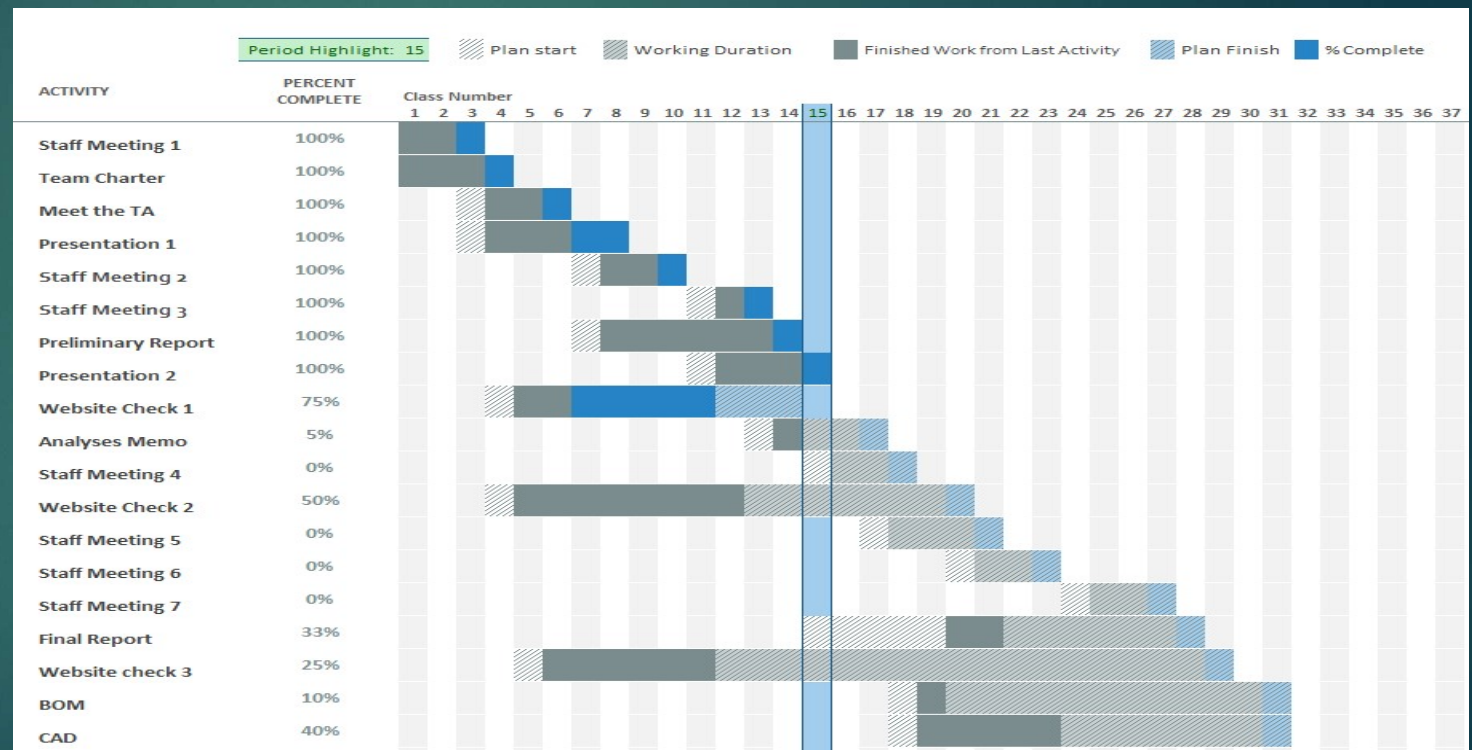 Period Highlight: 15 Plan start Working Duration Finished Work from Last Activity Plan Finish % Complete
ACTIVITY PERCENT COMPLETE Class Number
1 2 3 4 5 6 7 8 9 10 11 12 13 14 15 16 17 18 19 20 21 22 23 24 25 26 27 28 29 30 31 32 33 34 35 36 37
Staff Meeting 1 100%
Team Charter 100%
Meet the TA 100%
Presentation 1 100%
Staff Meeting 2 100%
Staff Meeting 3 100%
Preliminary Report 100%
Presentation 2 100%
Website Check 1 75%
Analyses Memo 5%
Staff Meeting 4 0%
Website Check 2 50%
Staff Meeting 5 0%
Staff Meeting 6 0%
Staff Meeting 7 0%
Final Report 33%
Website check 3 25%
BOM 10%
CAD 40%